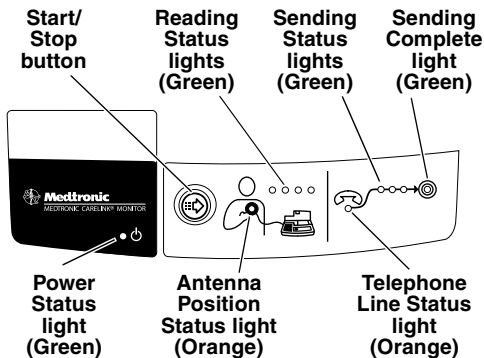 Start/
Stop
button
Reading
Status
lights
(Green)
Sending
Status
lights
(Green)
Sending
Complete
light
(Green)
Medtronic
MEDTRONIC CARELINK® MONITOR
Power
Status
light
(Green)
Antenna
Position
Status light
(Orange)
Telephone
Line Status
light
(Orange)